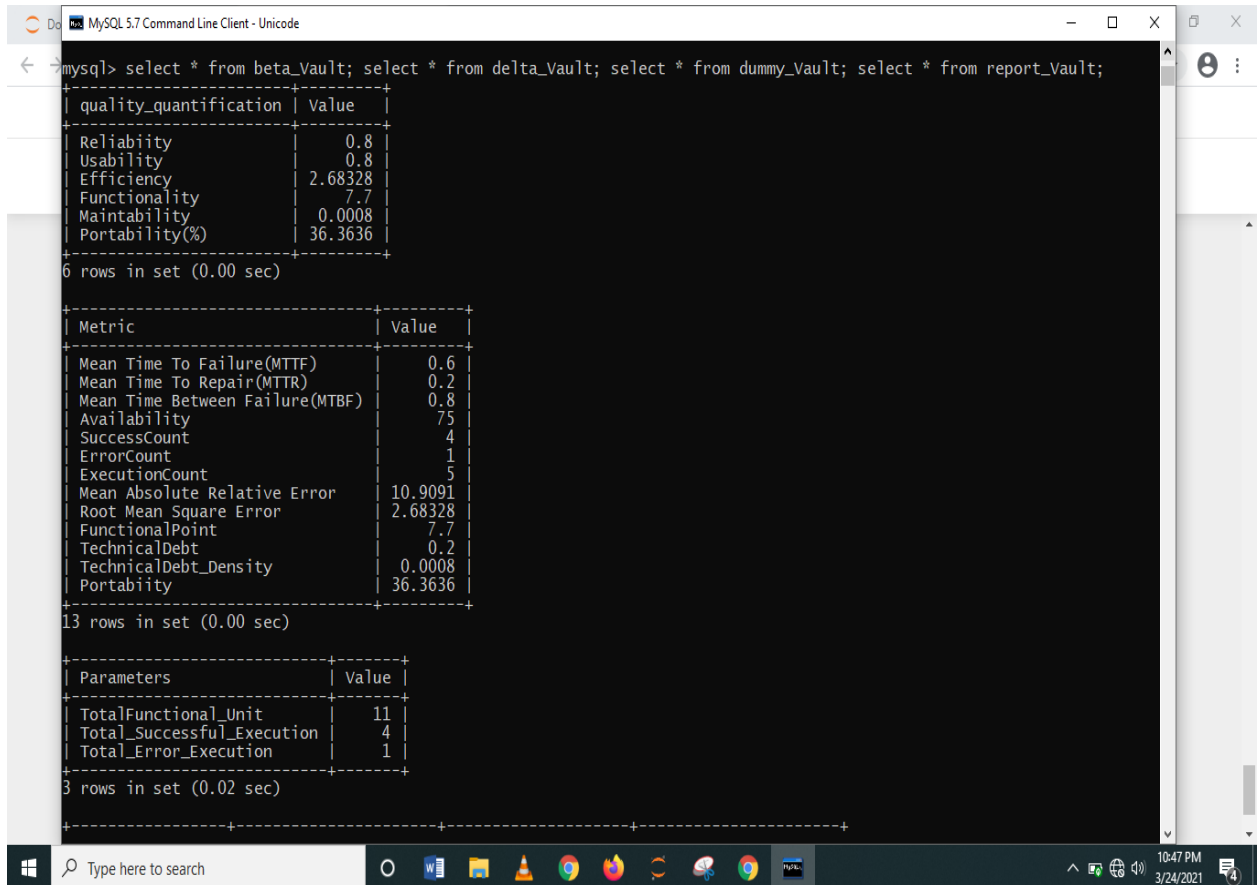 Do
MySQL 5.7 Command Line Client - Unicode
mysql> select * from beta_Vault; select * from delta_Vault; select * from dummy_Vault; select * from report_Vault;
+------------------------+---------+
| quality_quantification | Value   |
+------------------------+---------+
| Reliabiity             |     0.8 |
| Usability              |     0.8 |
| Efficiency             | 2.68328 |
| Functionality          |     7.7 |
| Maintability           |  0.0008 |
| Portability(%)         | 36.3636 |
+------------------------+---------+
6 rows in set (0.00 sec)
+---------------------------------+---------+
| Metric                          | Value   |
+---------------------------------+---------+
| Mean Time To Failure(MTTF)      |     0.6 |
| Mean Time To Repair(MTTR)       |     0.2 |
| Mean Time Between Failure(MTBF) |     0.8 |
| Availability                    |      75 |
| SuccessCount                    |       4 |
| ErrorCount                      |       1 |
| ExecutionCount                  |       5 |
| Mean Absolute Relative Error    | 10.9091 |
| Root Mean Square Error          | 2.68328 |
| FunctionalPoint                 |     7.7 |
| TechnicalDebt                   |     0.2 |
| TechnicalDebt_Density           |  0.0008 |
| Portabiity                      | 36.3636 |
+---------------------------------+---------+
13 rows in set (0.00 sec)
+----------------------------+-------+
| Parameters                 | Value |
+----------------------------+-------+
| TotalFunctional_Unit       |    11 |
| Total_Successful_Execution |     4 |
| Total_Error_Execution      |     1 |
+----------------------------+-------+
3 rows in set (0.02 sec)
+-----------------+----------------------+--------------------+----------------------+
Type here to search
10:47 PM
3/24/2021
4